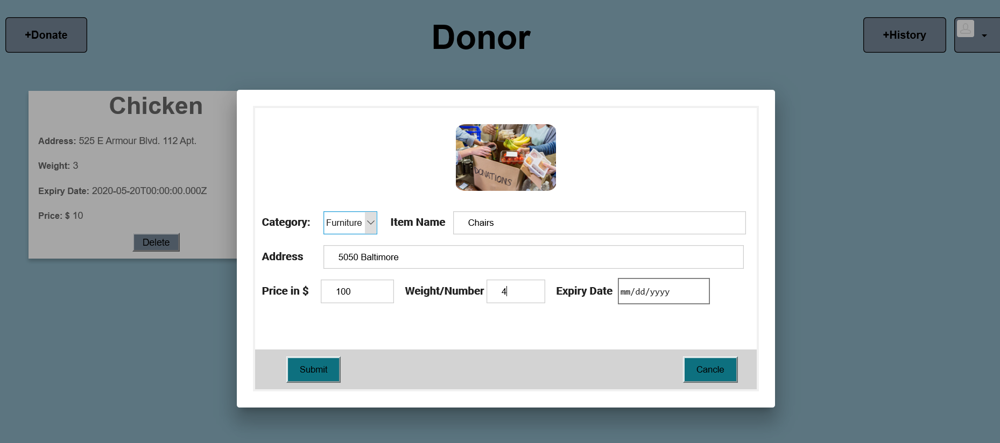 +Donate
Donor
+History
Chicken
Address: 525 E Armour Blvd. 112 Apt.
Weight: 3
Expiry Date: 2020-05-20T00:00:00.000Z
Price: $ 10
Delete
DONATIONS
Category: Furniture Item Name Chairs
Address 5050 Baltimore
Price in $ 100 Weight/Number 4 Expiry Date mm/dd/yyyy
Submit Cancle